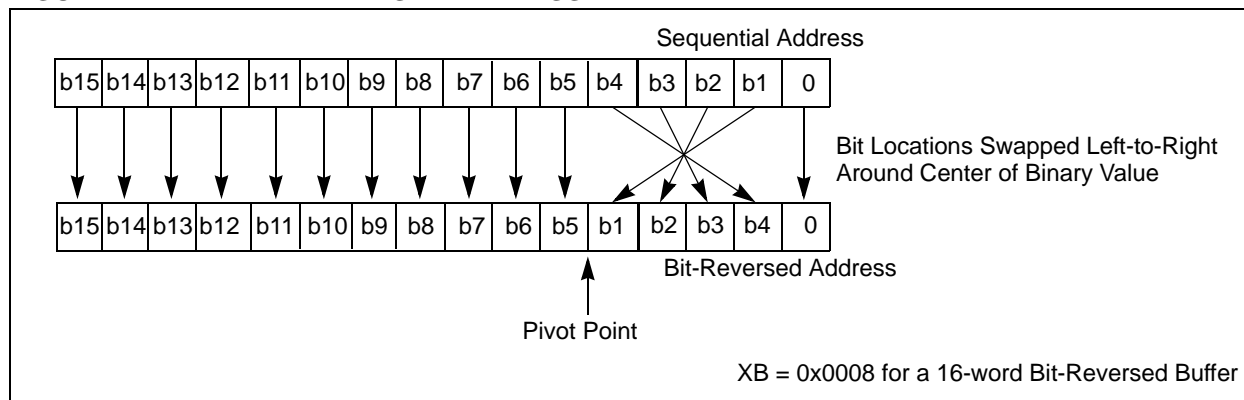 Sequential Address
b15 b14 b13 b12 b11 b10 b9 b8 b7 b6 b5 b4 b3 b2 b1 0
Bit Locations Swapped Left-to-Right
Around Center of Binary Value
b15 b14 b13 b12 b11 b10 b9 b8 b7 b6 b5 b1 b2 b3 b4 0
Bit-Reversed Address
Pivot Point
XB = 0x0008 for a 16-word Bit-Reversed Buffer